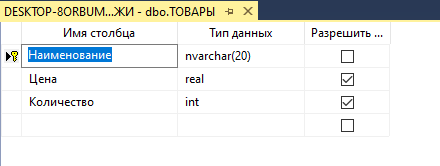 DESKTOP-8ORBUM...ЖИ - dbo.ТОВАРЫ
Имя столбца Тип данных Разрешить ...
Наименование nvarchar(20)
Цена real
Количество int